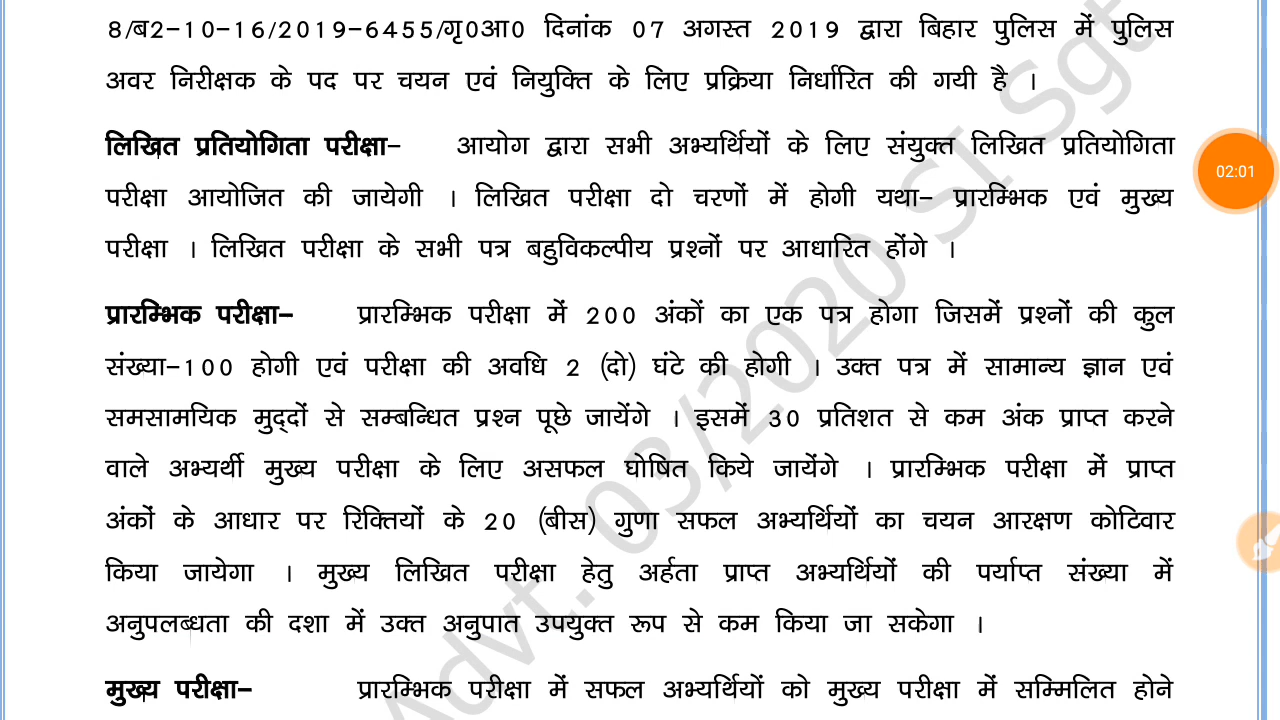 8/ब2-10-16/2019-6455/गृ0आ0 दिनांक 07 अगस्त 2019 द्वारा बिहार पुलिस में पुलिस
अवर निरीक्षक के पद पर चयन एवं नियुक्ति के लिए प्रक्रिया निर्धारित की गयी है ।
लिखित प्रतियोगिता परीक्षा- आयोग द्वारा सभी अभ्यर्थियों के लिए संयुक्त लिखित प्रतियोगिता
परीक्षा आयोजित की जायेगी । लिखित परीक्षा दो चरणों में होगी यथा- प्रारम्भिक एवं मुख्य
परीक्षा । लिखित परीक्षा के सभी पत्र बहुविकल्पीय प्रश्नों पर आधारित होंगे ।
प्रारम्भिक परीक्षा- प्रारम्भिक परीक्षा में 200 अंकों का एक पत्र होगा जिसमें प्रश्नों की कुल
संख्या-100 होगी एवं परीक्षा की अवधि 2 (दो) घंटे की होगी । उक्त पत्र में सामान्य ज्ञान एवं
समसामयिक मुद्दों से सम्बन्धित प्रश्न पूछे जायेंगे । इसमें 30 प्रतिशत से कम अंक प्राप्त करने
वाले अभ्यर्थी मुख्य परीक्षा के लिए असफल घोषित किये जायेंगे । प्रारम्भिक परीक्षा में प्राप्त
अंकों के आधार पर रिक्तियों के 20 (बीस) गुणा सफल अभ्यर्थियों का चयन आरक्षण कोटिवार
किया जायेगा । मुख्य लिखित परीक्षा हेतु अर्हता प्राप्त अभ्यर्थियों की पर्याप्त संख्या में
अनुपलब्धता की दशा में उक्त अनुपात उपयुक्त रूप से कम किया जा सकेगा ।
मुख्य परीक्षा- प्रारम्भिक परीक्षा में सफल अभ्यर्थियों को मुख्य परीक्षा में सम्मिलित होने
Advt. 03/2020 SI Sgt
02:01